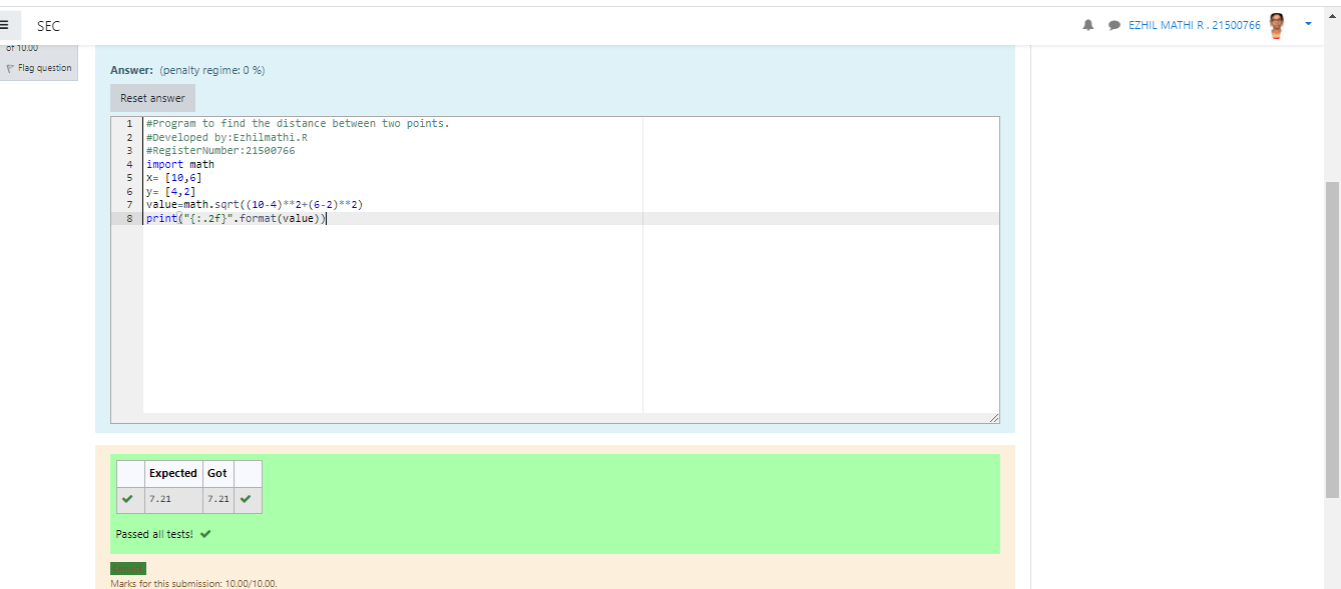 SEC
EZHIL MATHI R . 21500766
of 10.00
Flag question
Answer: (penalty regime: 0 %)
Reset answer
1 #Program to find the distance between two points.
2 #Developed by:Ezhilmathi.R
3 #RegisterNumber:21500766
4 import math
5 x= [10,6]
6 y= [4,2]
7 value=math.sqrt((10-4)**2+(6-2)**2)
8 print("{:.2f}".format(value))
Expected Got
7.21 7.21
Passed all tests!
Marks for this submission: 10.00/10.00.